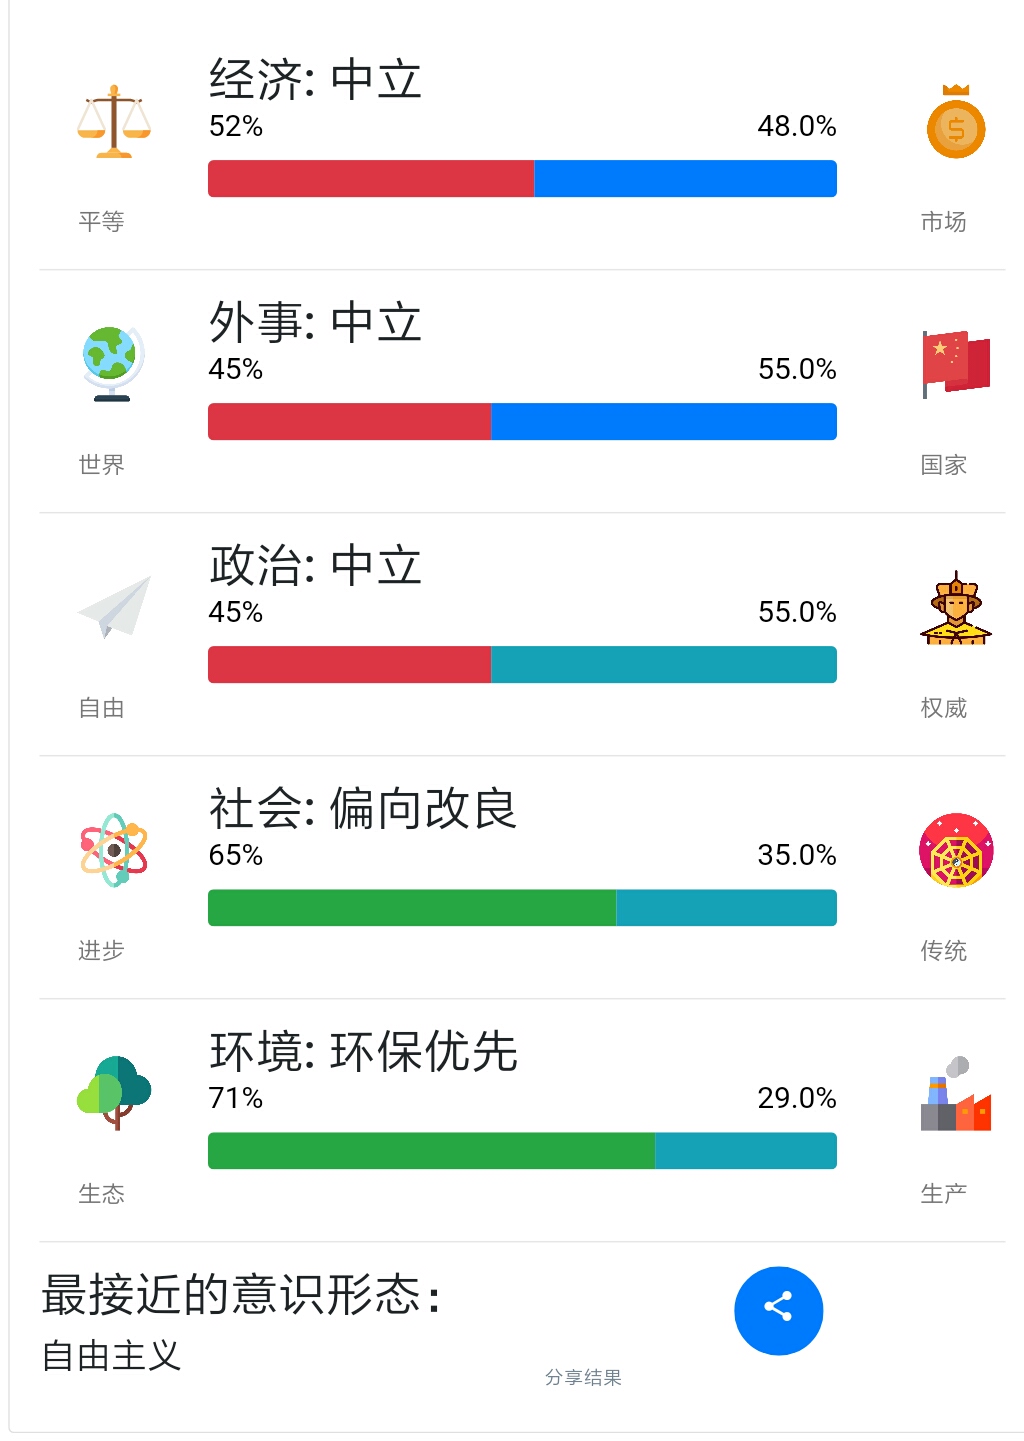 经济: 中立
52% 48.0%
平等 市场
外事: 中立
45% 55.0%
世界 国家
政治: 中立
45% 55.0%
自由 权威
社会: 偏向改良
65% 35.0%
进步 传统
环境: 环保优先
71% 29.0%
生态 生产
最接近的意识形态:
自由主义
分享结果